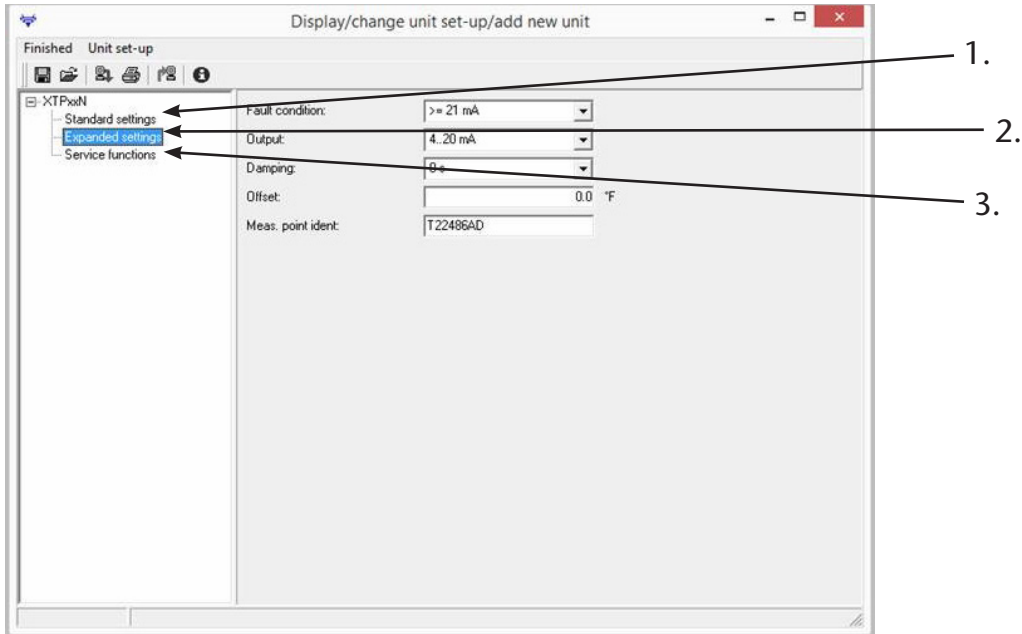 Display/change unit set-up/add new unit
Finished Unit set-up
XTPxxN
Standard settings
Expanded settings
Service functions
Fault condition: >= 21 mA
Output: 4..20 mA
Damping: 0 s
Offset: 0.0 °F
Meas. point ident: T22486AD
1.
2.
3.